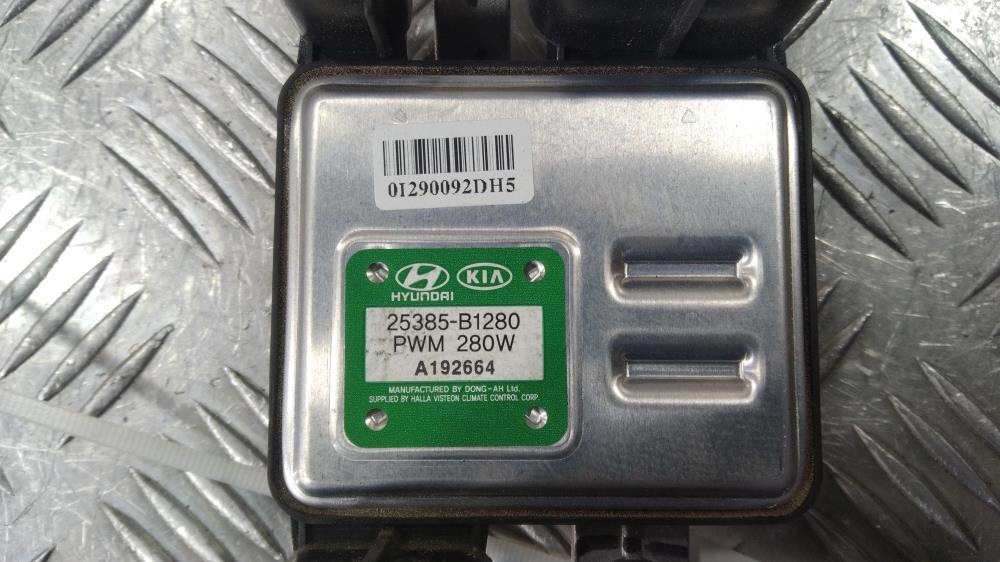 01290092DH5
HYUNDAI KIA
25385-B1280
PWM 280W
A192664
MANUFACTURED BY DONG-AH Ltd.
SUPPLIED BY HALLA VISTEON CLIMATE CONTROL CORP.